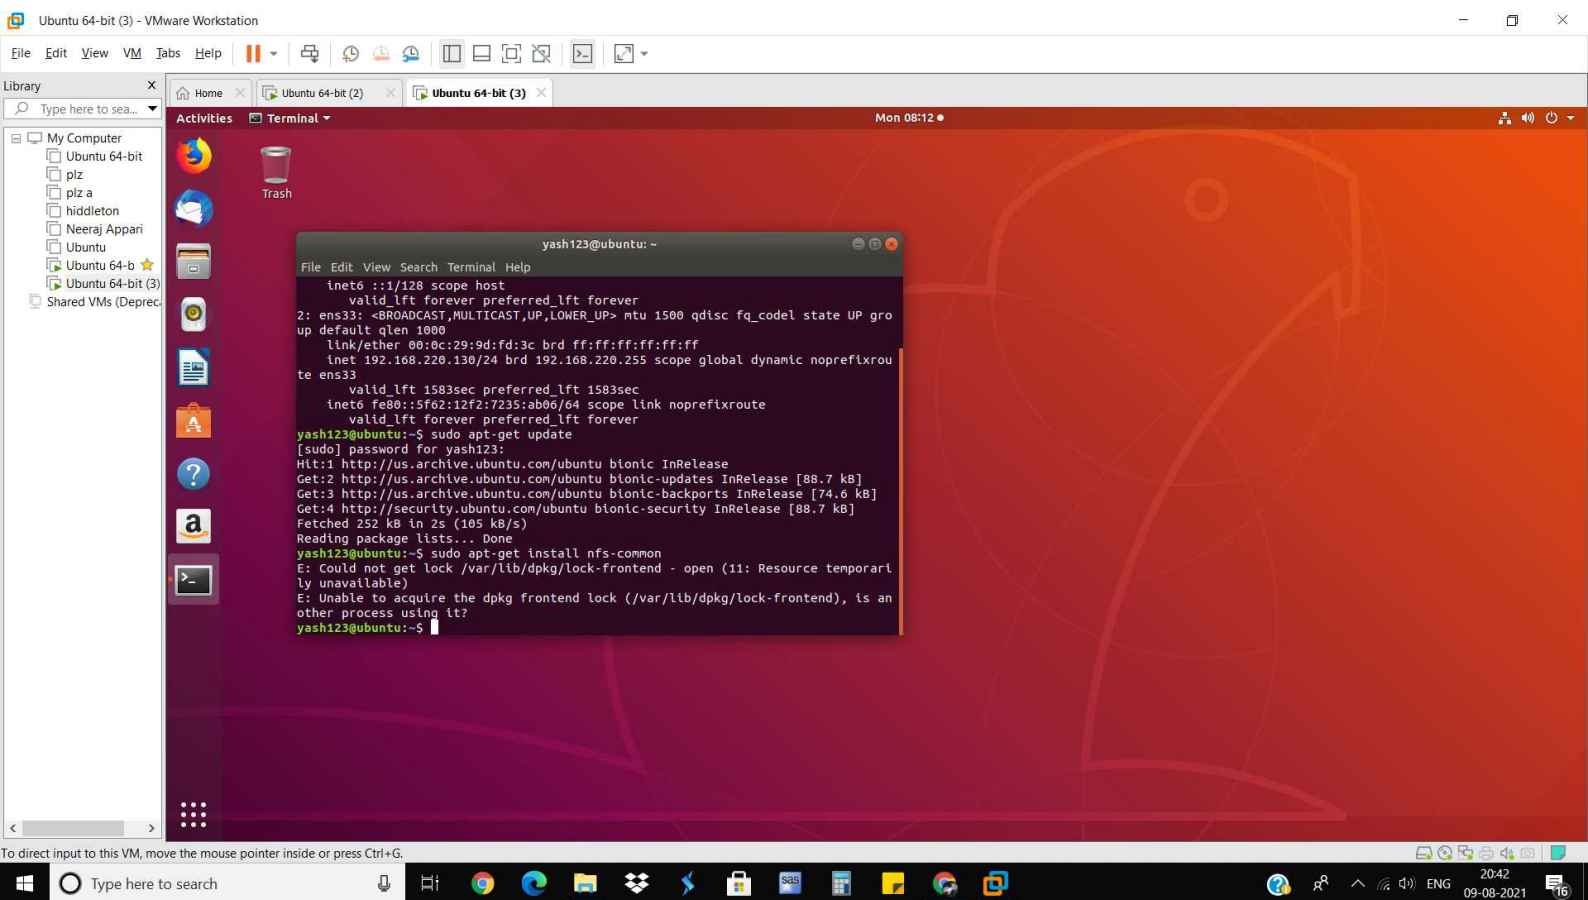 Ubuntu 64-bit (3) - VMware Workstation
File Edit View VM Tabs Help
Library
Type here to sea...
Home
Ubuntu 64-bit (2)
Ubuntu 64-bit (3)
Activities
Terminal
Mon 08:12
My Computer
Ubuntu 64-bit
plz
plz a
hiddleton
Neeraj Appari
Ubuntu
Ubuntu 64-b
Ubuntu 64-bit (3)
Shared VMs (Depreca
Trash
yash123@ubuntu: ~
File Edit View Search Terminal Help
inet6 ::1/128 scope host
valid_lft forever preferred_lft forever
2: ens33: <BROADCAST,MULTICAST,UP,LOWER_UP> mtu 1500 qdisc fq_codel state UP gro
up default qlen 1000
link/ether 00:0c:29:9d:fd:3c brd ff:ff:ff:ff:ff:ff
inet 192.168.220.130/24 brd 192.168.220.255 scope global dynamic noprefixrou
te ens33
valid_lft 1583sec preferred_lft 1583sec
inet6 fe80::5f62:12f2:7235:ab06/64 scope link noprefixroute
valid_lft forever preferred_lft forever
yash123@ubuntu:~$ sudo apt-get update
[sudo] password for yash123:
Hit:1 http://us.archive.ubuntu.com/ubuntu bionic InRelease
Get:2 http://us.archive.ubuntu.com/ubuntu bionic-updates InRelease [88.7 kB]
Get:3 http://us.archive.ubuntu.com/ubuntu bionic-backports InRelease [74.6 kB]
Get:4 http://security.ubuntu.com/ubuntu bionic-security InRelease [88.7 kB]
Fetched 252 kB in 2s (105 kB/s)
Reading package lists... Done
yash123@ubuntu:~$ sudo apt-get install nfs-common
E: Could not get lock /var/lib/dpkg/lock-frontend - open (11: Resource temporari
ly unavailable)
E: Unable to acquire the dpkg frontend lock (/var/lib/dpkg/lock-frontend), is an
other process using it?
yash123@ubuntu:~$
To direct input to this VM, move the mouse pointer inside or press Ctrl+G.
Type here to search
sas
ENG
20:42
09-08-2021
16